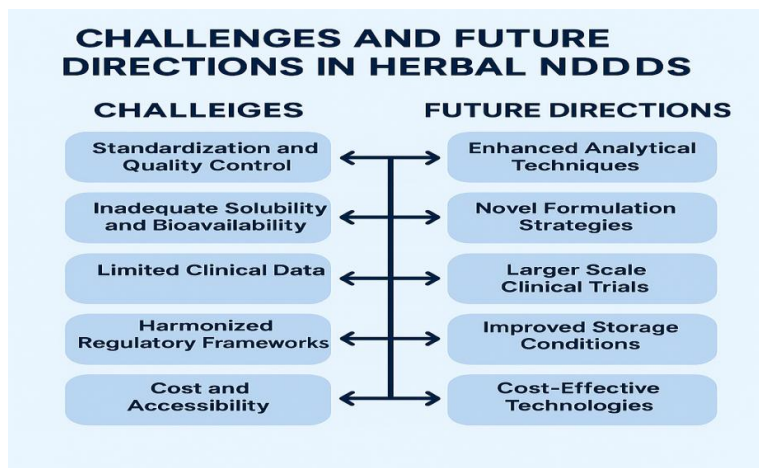 CHALLENGES AND FUTURE
DIRECTIONS IN HERBAL NDDDS
CHALLEIGES
FUTURE DIRECTIONS
Standardization and
Quality Control
Enhanced Analytical
Techniques
Inadequate Solubility
and Bioavailability
Novel Formulation
Strategies
Limited Clinical Data
Larger Scale
Clinical Trials
Harmonized
Regulatory Frameworks
Improved Storage
Conditions
Cost and
Accessibility
Cost-Effective
Technologies